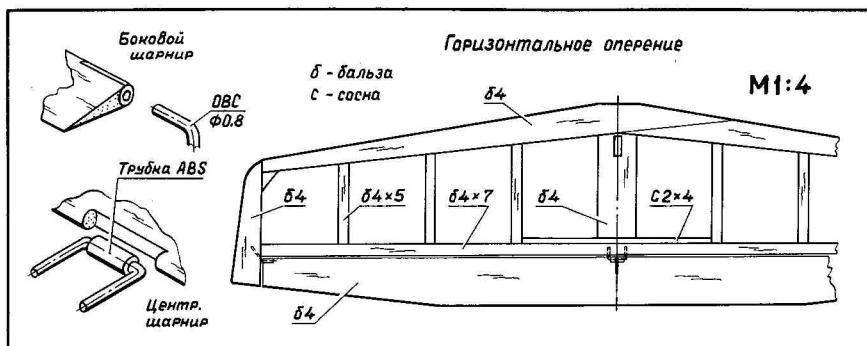 Боковой
шарнир
ОВС
Ф0.8
Трубка ABS
Центр.
шарнир
Горизонтальное оперение
б - бальза
С - сосна
М1:4
б4
б4
б4×5
б4×7
б4
С2×4
б4